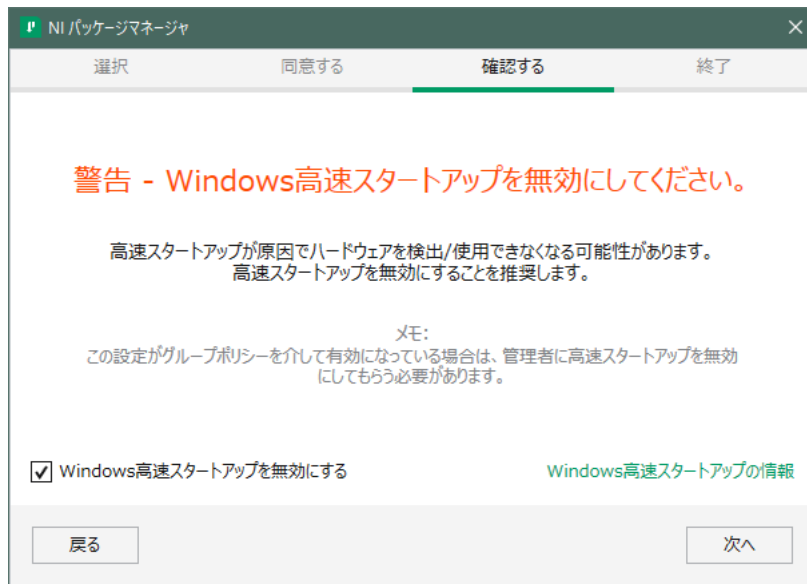 NI パッケージマネージャ
選択
同意する
確認する
終了
警告 - Windows高速スタートアップを無効にしてください。
高速スタートアップが原因でハードウェアを検出/使用できなくなる可能性があります。
高速スタートアップを無効にすることを推奨します。
メモ:
この設定がグループポリシーを介して有効になっている場合は、管理者に高速スタートアップを無効
にしてもらう必要があります。
Windows高速スタートアップを無効にする
Windows高速スタートアップの情報
戻る
次へ